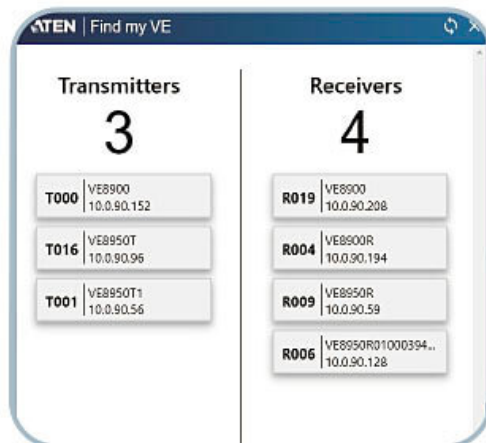 ATEN | Find my VE
Transmitters
3
T000 VE8900
10.0.90.152
T016 VE8950T
10.0.90.96
T001 VE8950T1
10.0.90.56
Receivers
4
R019 VE8900
10.0.90.208
R004 VE8900R
10.0.90.194
R009 VE8950R
10.0.90.59
R006 VE8950R01000394...
10.0.90.128